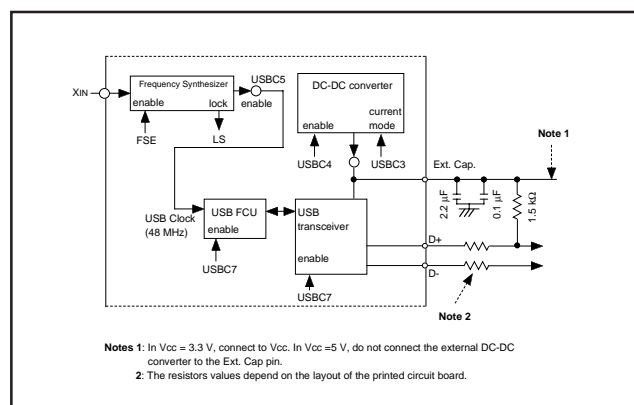 Frequency Synthesizer
USBC5
XIN
enable
lock
enable
FSE
LS
DC-DC converter
enable
current
mode
USBC4
USBC3
Note 1
Ext. Cap.
2.2 µF
0.1 µF
1.5 kΩ
USB Clock
(48 MHz)
USB FCU
enable
USBC7
USB
transceiver
enable
USBC7
D+
D-
Note 2
Notes 1: In Vcc = 3.3 V, connect to Vcc. In Vcc =5 V, do not connect the external DC-DC
converter to the Ext. Cap pin.
2: The resistors values depend on the layout of the printed circuit board.